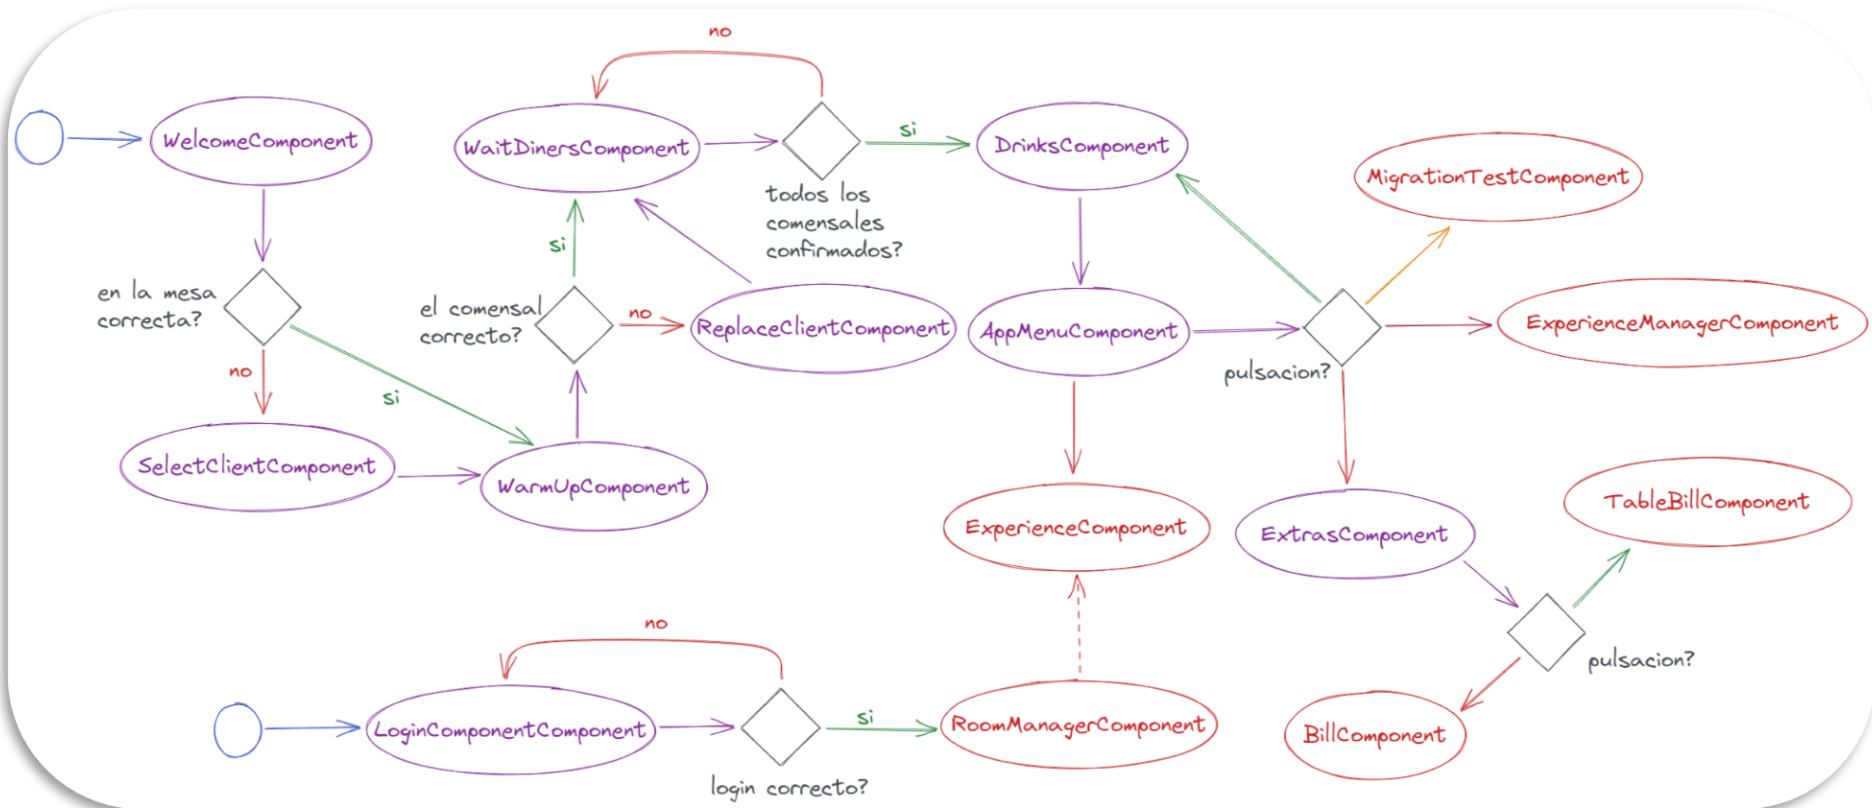 no
WelcomeComponent
WaitDinersComponent
si
DrinksComponent
MigrationTestComponent
todos los
comensales
confirmados?
si
en la mesa
correcta?
el comensal
correcto?
no
ReplaceClientComponent
AppMenuComponent
pulsacion?
ExperienceManagerComponent
no
si
SelectClientComponent
WarmUpComponent
ExperienceComponent
ExtrasComponent
TableBillComponent
no
pulsacion?
LoginComponentComponent
si
RoomManagerComponent
BillComponent
login correcto?